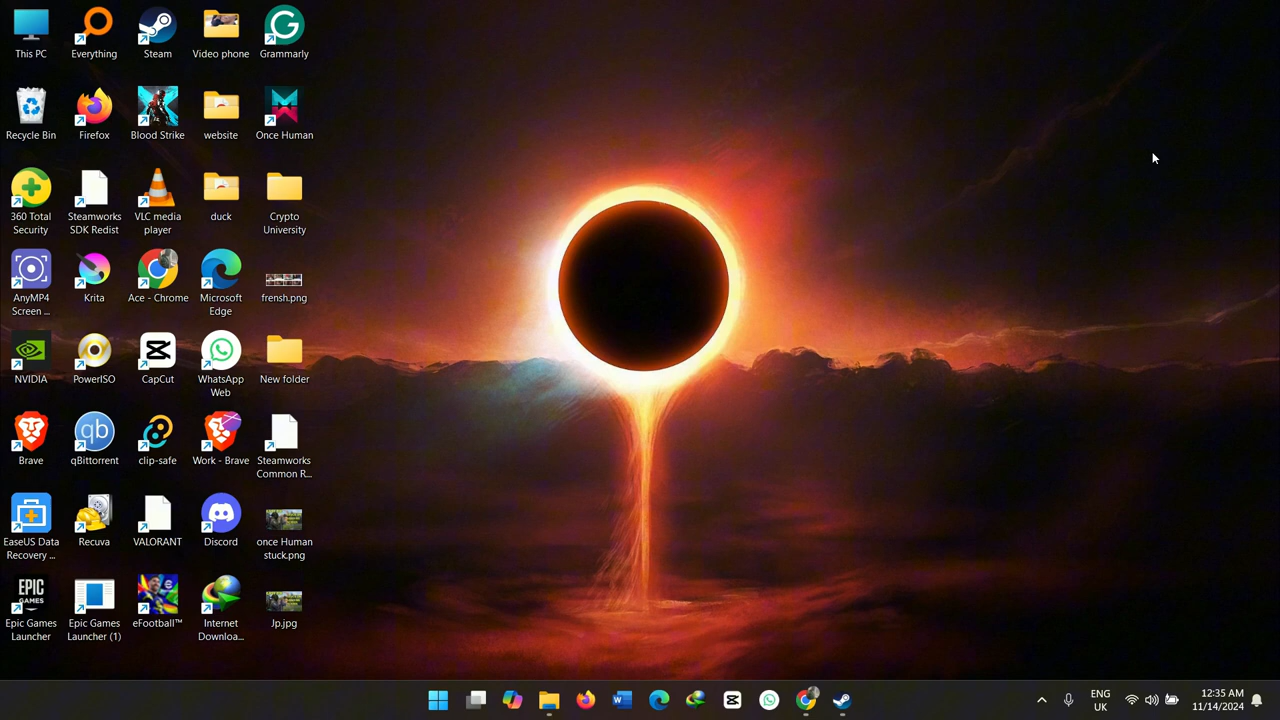 This PC
Everything
Steam
Video phone
Grammarly
Recycle Bin
Firefox
Blood Strike
website
Once Human
360 Total
Security
Steamworks
SDK Redist
VLC media
player
duck
Crypto
University
AnyMP4
Screen ...
Krita
Ace - Chrome
Microsoft
Edge
frensh.png
NVIDIA
PowerISO
CapCut
WhatsApp
Web
New folder
Brave
qb
qBittorrent
clip-safe
Work - Brave
Steamworks
Common R...
EaseUS Data
Recovery ...
Recuva
VALORANT
Discord
once Human
stuck.png
EPIC
GAMES
Epic Games
Launcher
Epic Games
Launcher (1)
eFootball™
Internet
Downloa...
Jp.jpg
ENG
UK
12:35 AM
11/14/2024